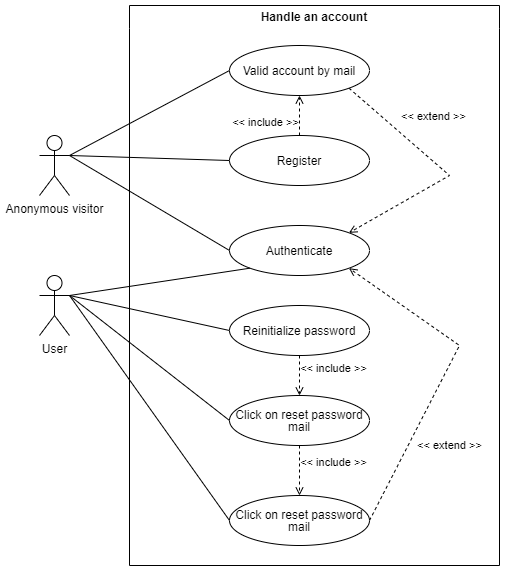 Handle an account
Valid account by mail
<< extend >>
<< include >>
Register
Anonymous visitor
Authenticate
User
Reinitialize password
<< include >>
Click on reset password
mail
<< extend >>
<< include >>
Click on reset password
mail